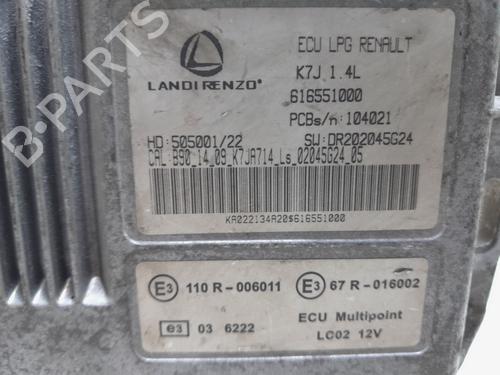 ECU LPG RENAULT
LANDIRENZO®
K7J 1.4L
616551000
PCBs/n: 104021
HD: 505001/22
SW: DR202045G24
CAL: B90_14_09_K7JA714_Ls_02045G24_05
KA022134A20$616551000
E3 110 R-006011
E3 67 R-016002
e3 03 6222
ECU Multipoint
LC02 12V
B-PARTS